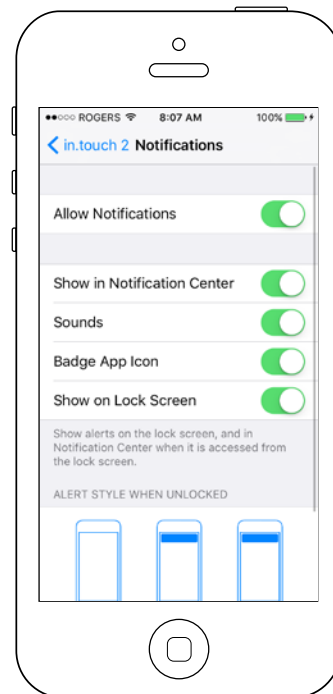 ●●○○○ ROGERS 8:07 AM 100%
in.touch 2 Notifications
Allow Notifications
Show in Notification Center
Sounds
Badge App Icon
Show on Lock Screen
Show alerts on the lock screen, and in
Notification Center when it is accessed from
the lock screen.
ALERT STYLE WHEN UNLOCKED